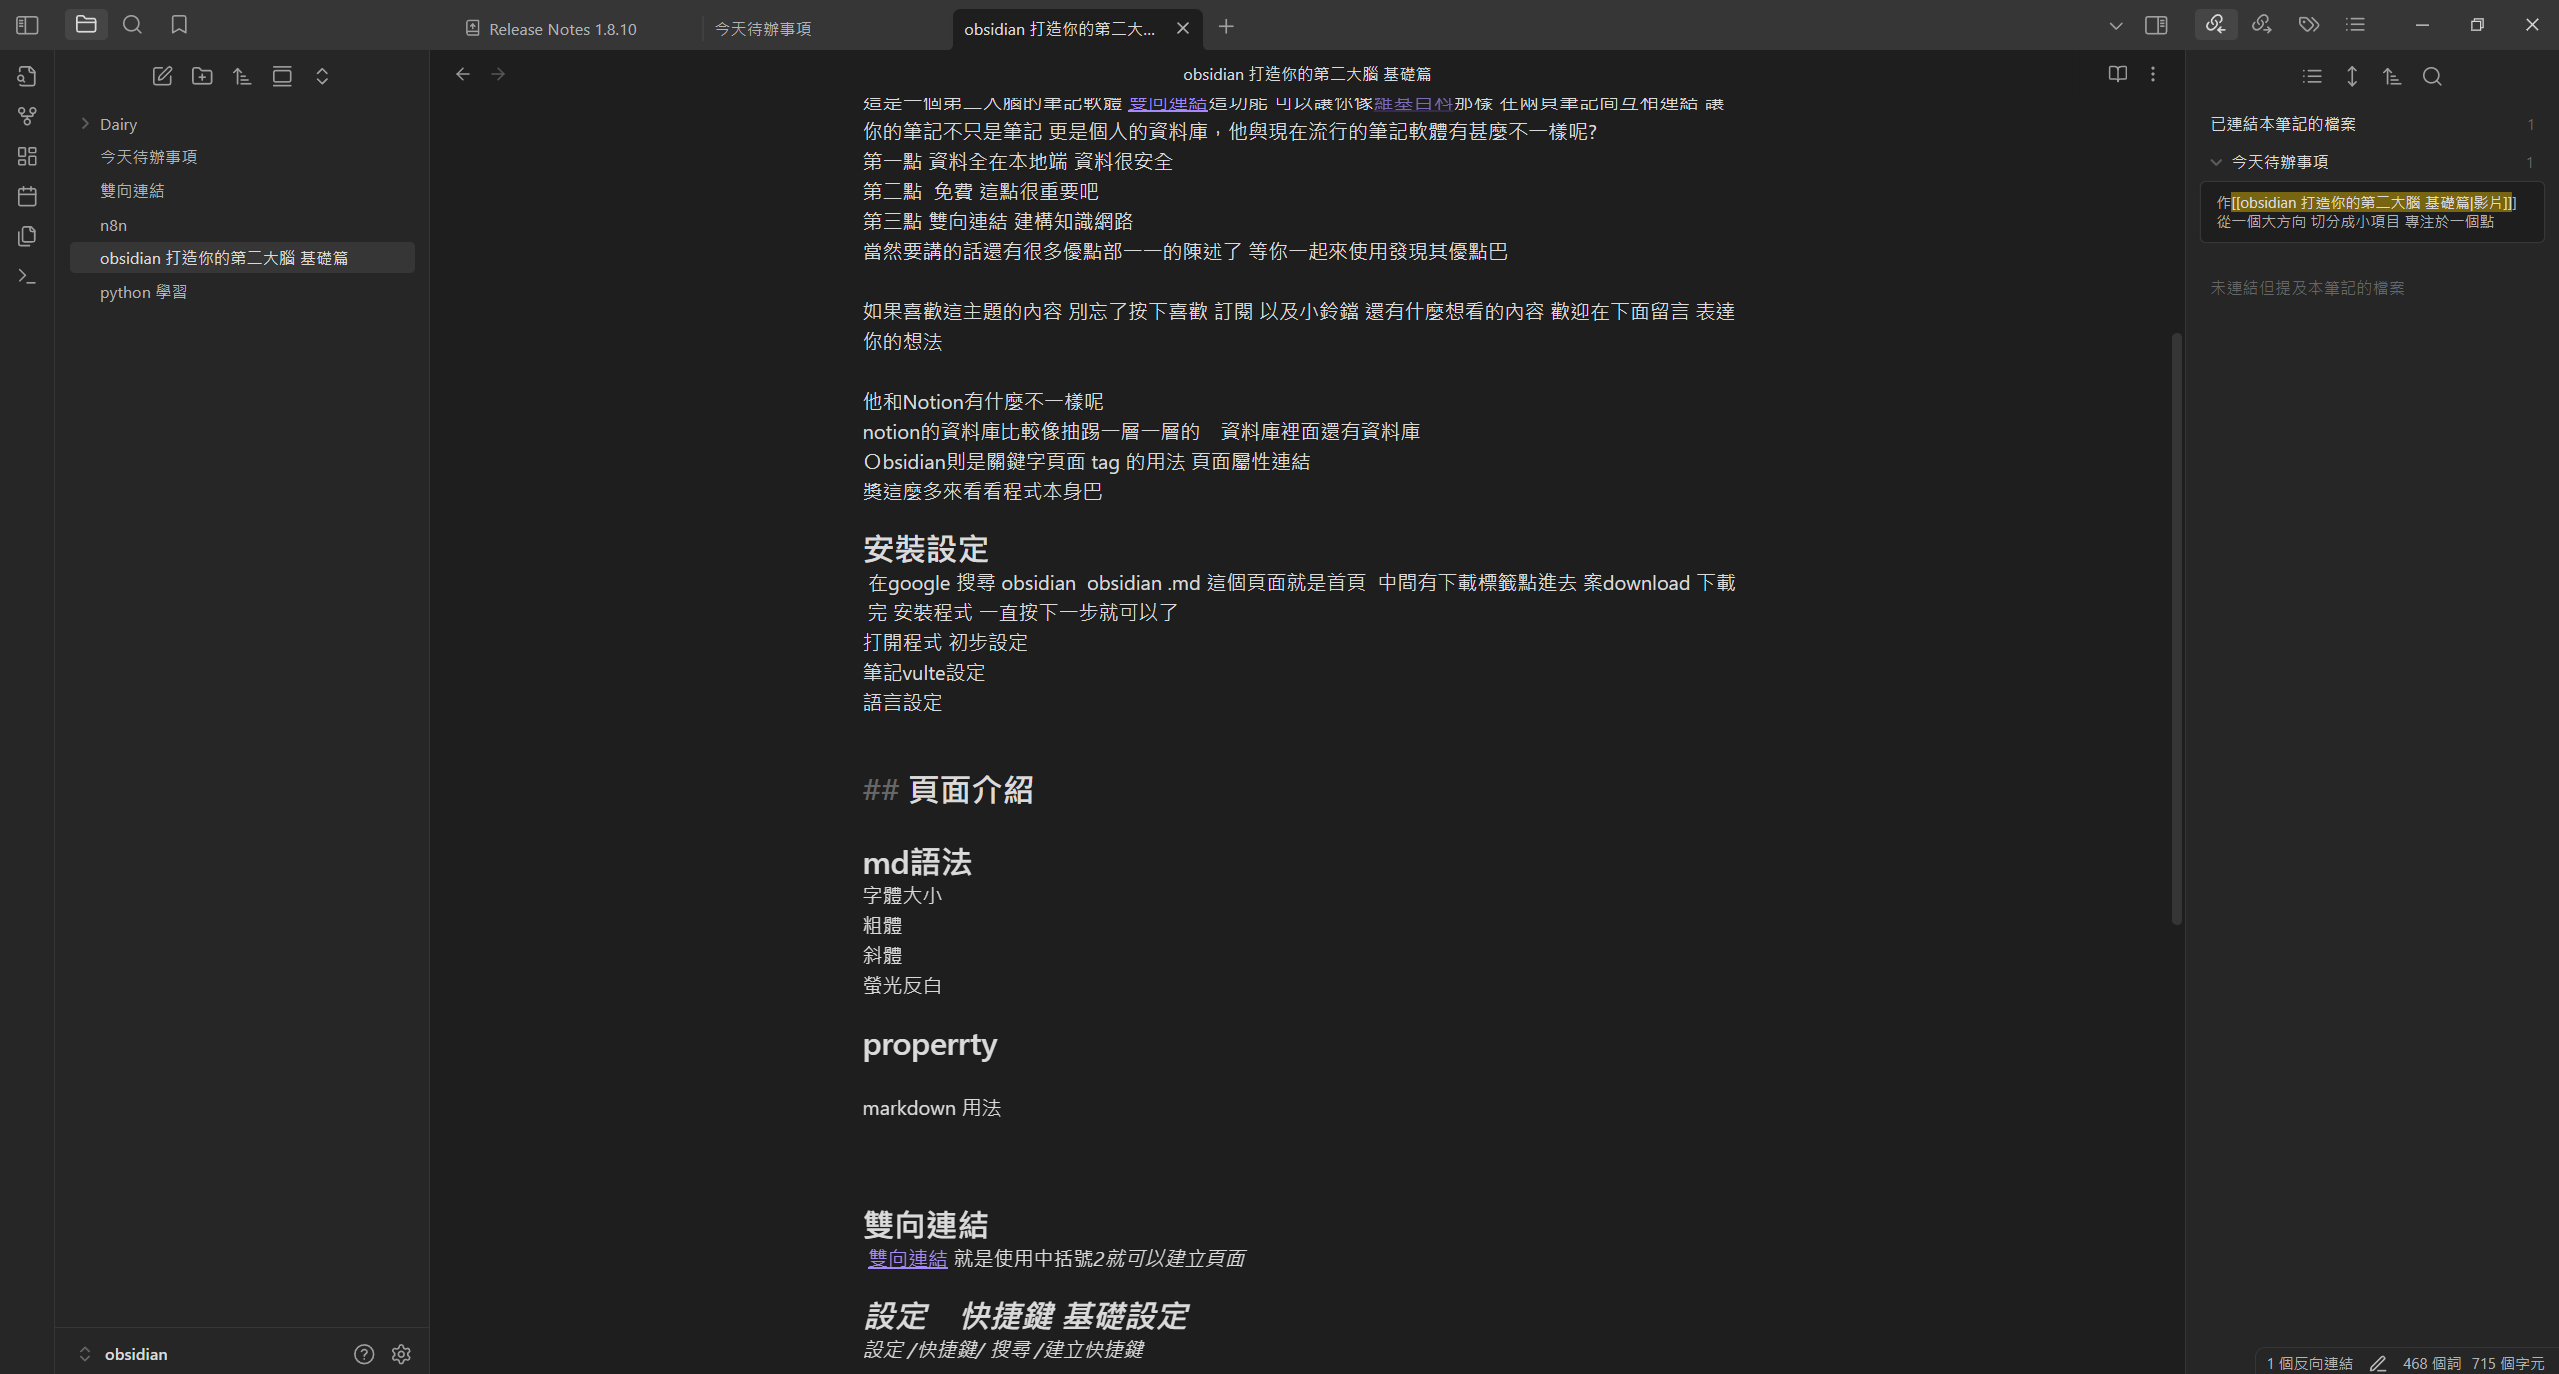 Release Notes 1.8.10
今天待辦事項
obsidian 打造你的第二大...
Dairy
今天待辦事項
雙向連結
n8n
obsidian 打造你的第二大腦 基礎篇
python 學習
obsidian
obsidian 打造你的第二大腦 基礎篇
這是一個第二大腦的筆記軟體 雙向連結這功能 可以讓你像維基百科那樣 在兩頁筆記間互相連結 讓
你的筆記不只是筆記 更是個人的資料庫，他與現在流行的筆記軟體有甚麼不一樣呢?
第一點 資料全在本地端 資料很安全
第二點  免費 這點很重要吧
第三點 雙向連結 建構知識網路
當然要講的話還有很多優點部一一的陳述了 等你一起來使用發現其優點巴
如果喜歡這主題的內容 別忘了按下喜歡 訂閱 以及小鈴鐺 還有什麼想看的內容 歡迎在下面留言 表達
你的想法
他和Notion有什麼不一樣呢
notion的資料庫比較像抽踢一層一層的　資料庫裡面還有資料庫
Ｏbsidian則是關鍵字頁面 tag 的用法 頁面屬性連結
獎這麼多來看看程式本身巴
安裝設定
在google 搜尋 obsidian  obsidian .md 這個頁面就是首頁  中間有下載標籤點進去 案download 下載
完 安裝程式 一直按下一步就可以了
打開程式 初步設定
筆記vulte設定
語言設定
## 頁面介紹
md語法
字體大小
粗體
斜體
螢光反白
properrty
markdown 用法
雙向連結
雙向連結 就是使用中括號2就可以建立頁面
設定　快捷鍵 基礎設定
設定 /快捷鍵/ 搜尋 /建立快捷鍵
已連結本筆記的檔案 1
今天待辦事項 1
作[[obsidian 打造你的第二大腦 基礎篇|影片]]]
從一個大方向 切分成小項目 專注於一個點
未連結但提及本筆記的檔案
1 個反向連結 468 個詞 715 個字元